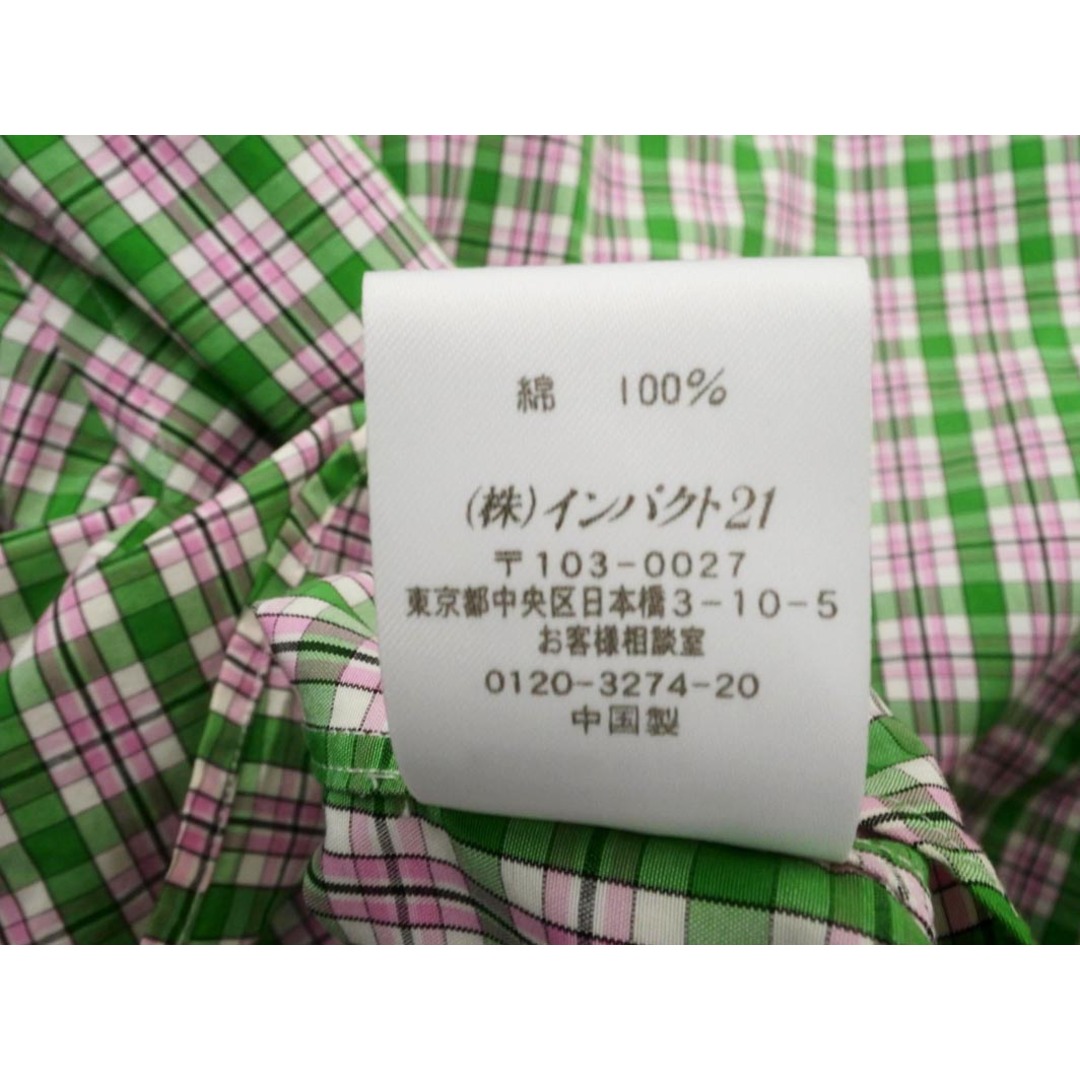 綿 100%
(株)インパクト21
〒103-0027
東京都中央区日本橋3-10-5
お客様相談室
0120-3274-20
中国製